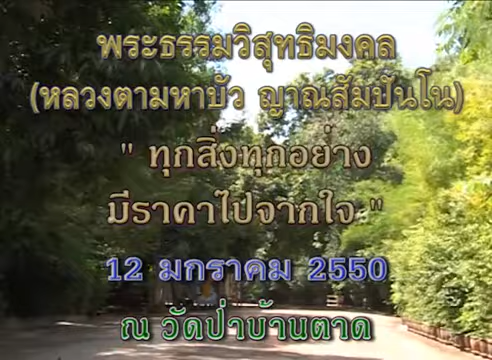 พระธรรมวิสุทธิมงคล
(หลวงตามหาบัว ญาณสัมปันโน)
" ทุกสิ่งทุกอย่าง
มีราคาไปจากใจ "
12 มกราคม 2550
ณ วัดป่าบ้านตาด